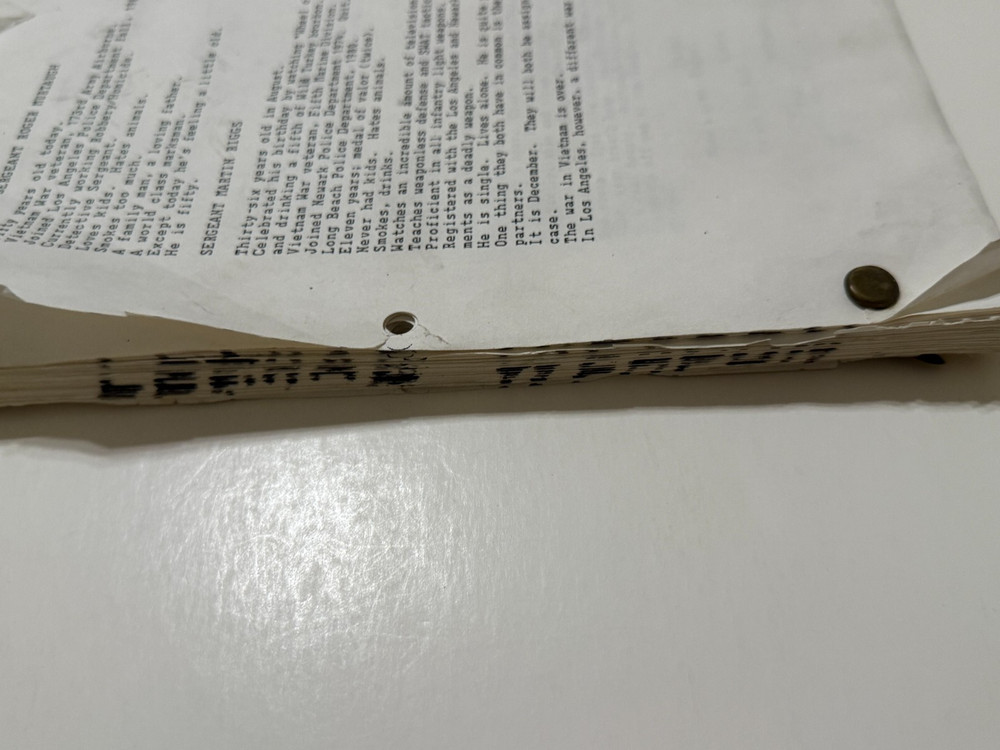 SERGEANT ROGER MURTAUGH
years old today.
Vietnam War veteran, 173rd Army Airborne.
Joined Los Angeles Police Department Fall,
Currently working Robbery/Homicide.
Detective Sergeant.
Loves kids. Hates animals.
Smokes too much.
A family man, a loving father.
A world class marksman.
Except today he's feeling a little old.
He is fifty.
SERGEANT MARTIN RIGGS
Thirty-six years old in August.
Celebrated his birthday by watching "Wheel
and drinking a fifth of Wild Turkey bourbon.
Vietnam War veteran, Fifth Marine Division.
Joined Newark Police Department 1974.
Long Beach Police Department, 1980.
Eleven years; medal of valor (twice).
Never had kids. Hates animals.
Smokes, drinks.
Watches an incredible amount of television
Teaches weaponless defense and SWAT
Proficient in all infantry light weapons.
Registered with the Los Angeles and Newark
ments as a deadly weapon.
He is single. Lives alone. He is quite
One thing they both have in common is
partners.
It is December. They will both be
case.
The war in Vietnam is over.
In Los Angeles, however, a different